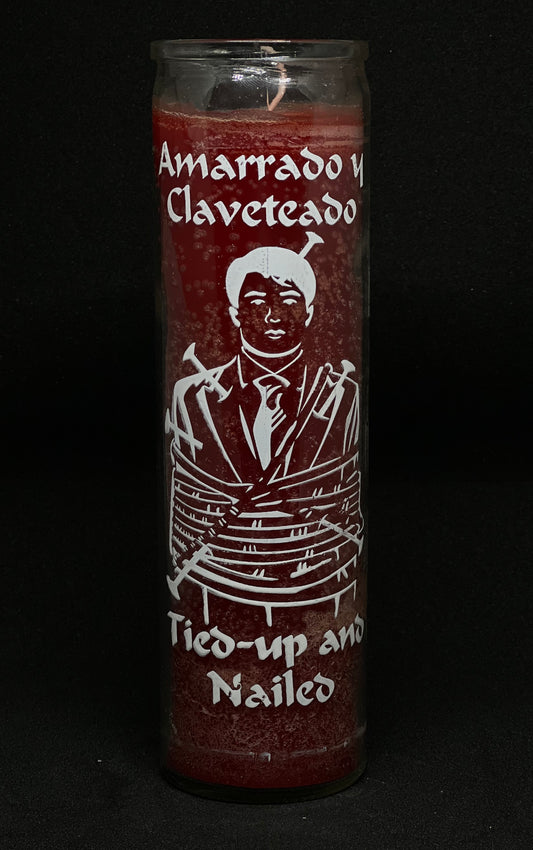 Amarrado y
Claveteado
Tied-up and
Nailed